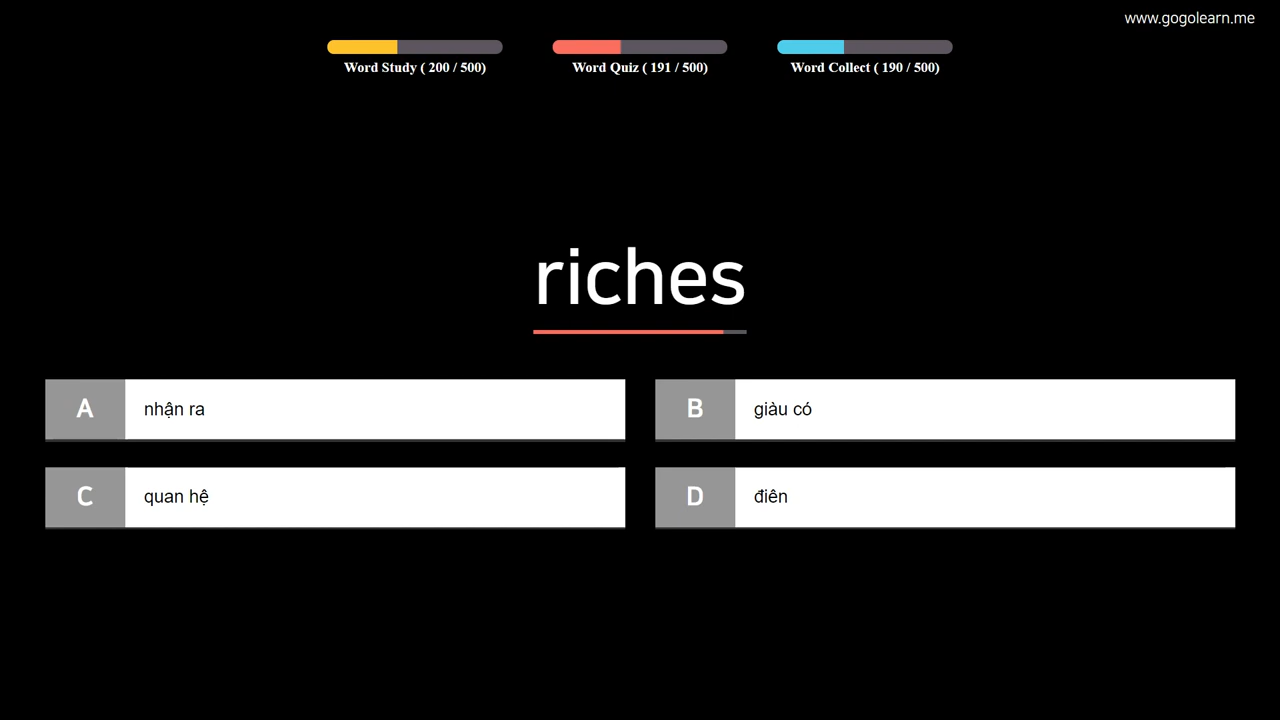 www.gogolearn.me
Word Study ( 200 / 500)
Word Quiz ( 191 / 500)
Word Collect ( 190 / 500)
riches
A nhận ra
B giàu có
C quan hệ
D điên